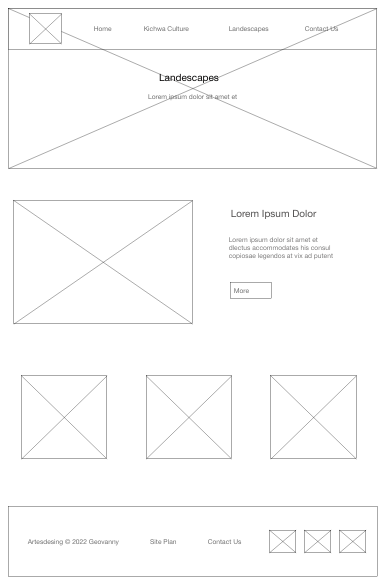 Home Kichwa Culture Landscapes Contact Us
Landscapes
Lorem ipsum dolor sit amet et
Lorem Ipsum Dolor
Lorem ipsum dolor sit amet et
dlectus accommodates his consul
copiosae legendos at vix ad putent
More
Artesdesing © 2022 Geovanny Site Plan Contact Us